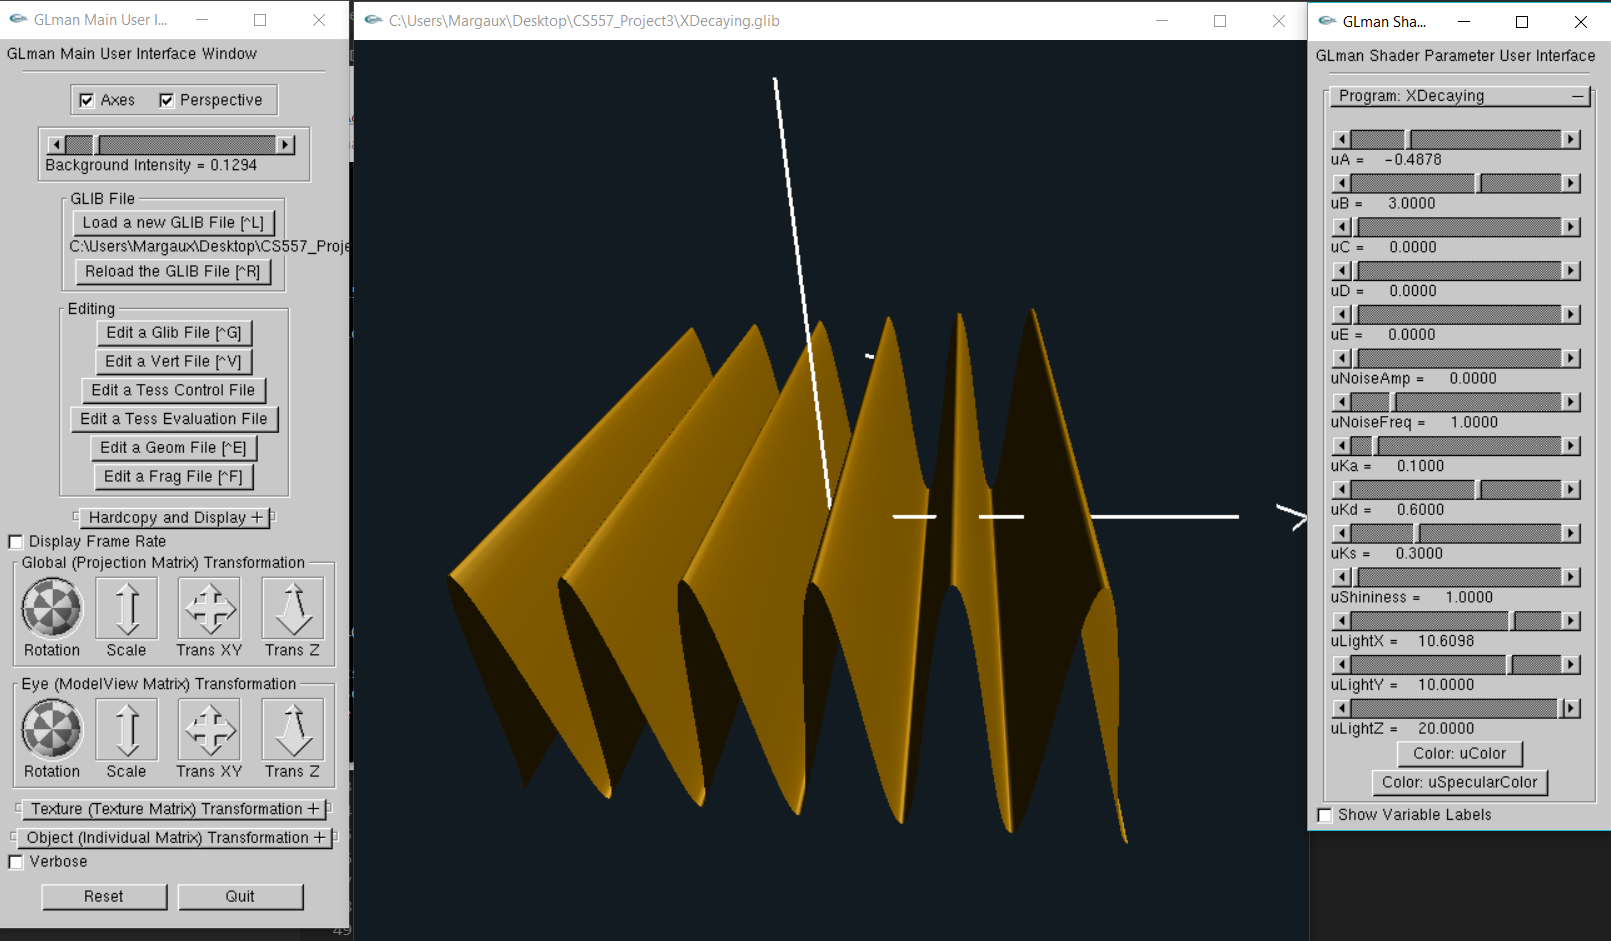 GLman Main User I...
GLman Main User Interface Window
Axes
Perspective
Background Intensity = 0.1294
GLIB File
Load a new GLIB File [^L]
C:\Users\Margaux\Desktop\CS557_Proje
Reload the GLIB File [^R]
Editing
Edit a Glib File [^G]
Edit a Vert File [^V]
Edit a Tess Control File
Edit a Tess Evaluation File
Edit a Geom File [^E]
Edit a Frag File [^F]
Hardcopy and Display +
Display Frame Rate
Global (Projection Matrix) Transformation
Rotation Scale Trans XY Trans Z
Eye (ModelView Matrix) Transformation
Rotation Scale Trans XY Trans Z
Texture (Texture Matrix) Transformation +
Object (Individual Matrix) Transformation +
Verbose
Reset Quit
49
C:\Users\Margaux\Desktop\CS557_Project3\XDecaying.glib
GLman Sha...
GLman Shader Parameter User Interface
Program: XDecaying
uA = -0.4878
uB = 3.0000
uC = 0.0000
uD = 0.0000
uE = 0.0000
uNoiseAmp = 0.0000
uNoiseFreq = 1.0000
uKa = 0.1000
uKd = 0.6000
uKs = 0.3000
uShininess = 1.0000
uLightX = 10.6098
uLightY = 10.0000
uLightZ = 20.0000
Color: uColor
Color: uSpecularColor
Show Variable Labels